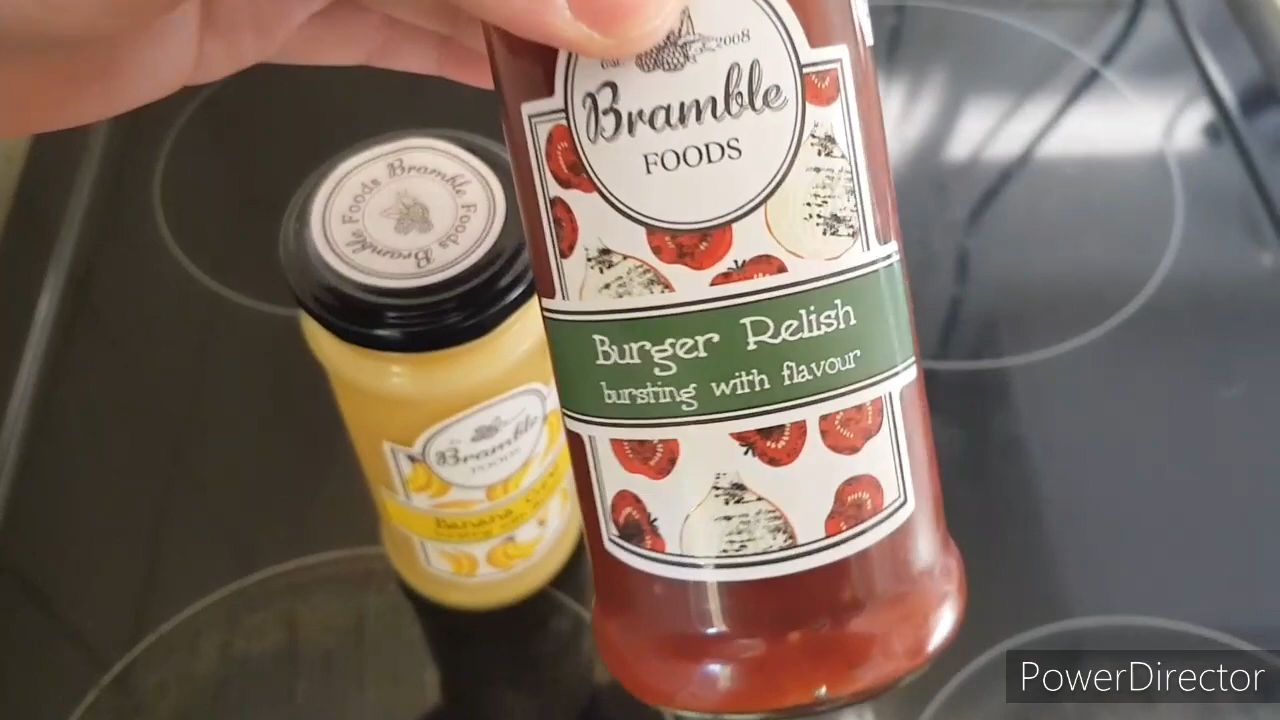 2008
Bramble
FOODS
Burger Relish
bursting with flavour
Bramble Foods Bramble Foods
Bramble
FOODS
Banana
PowerDirector